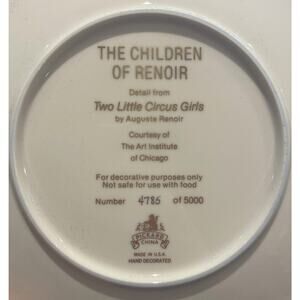 THE CHILDREN
OF RENOIR
Detail from
Two Little Circus Girls
by Auguste Renoir
Courtesy of
The Art Institute
of Chicago
For decorative purposes only
Not safe for use with food
Number 4785 of 5000
PICKARD
CHINA
MADE IN U.S.A.
HAND DECORATED